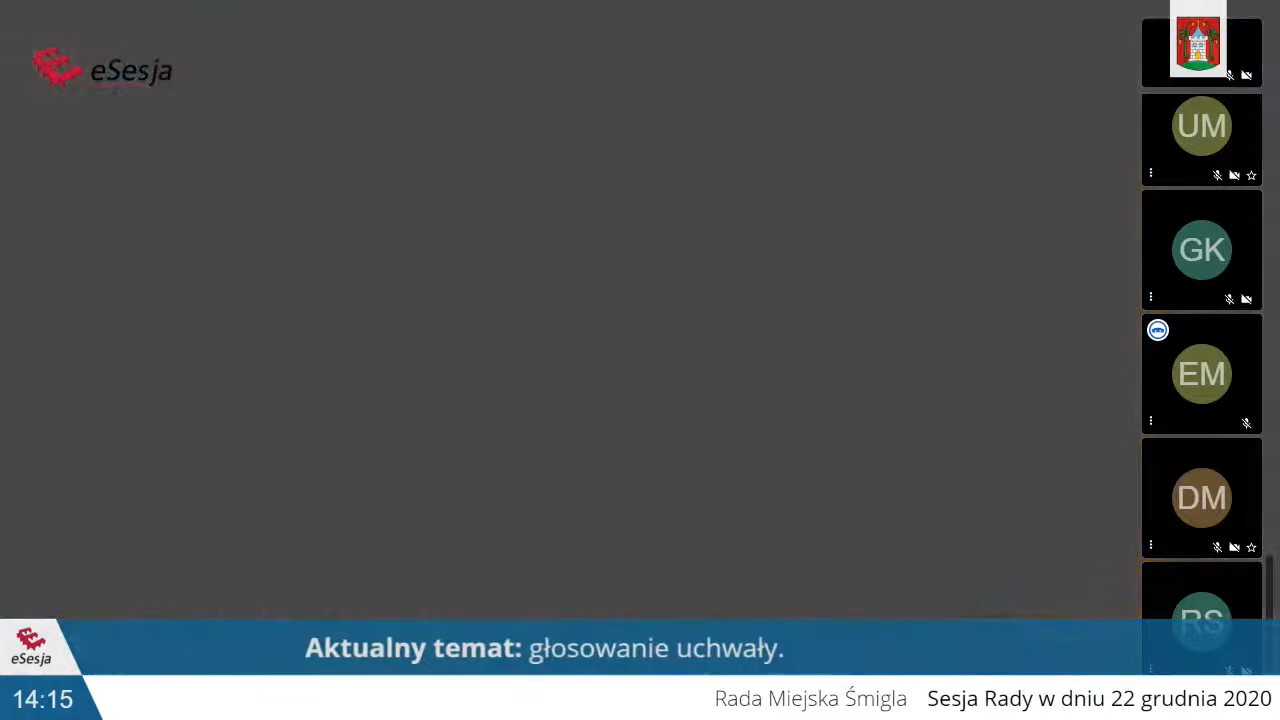 eSesja
UM
GK
EM
DM
RS
Aktualny temat: głosowanie uchwały.
eSesja
14:15
Rada Miejska Śmigla Sesja Rady w dniu 22 grudnia 2020